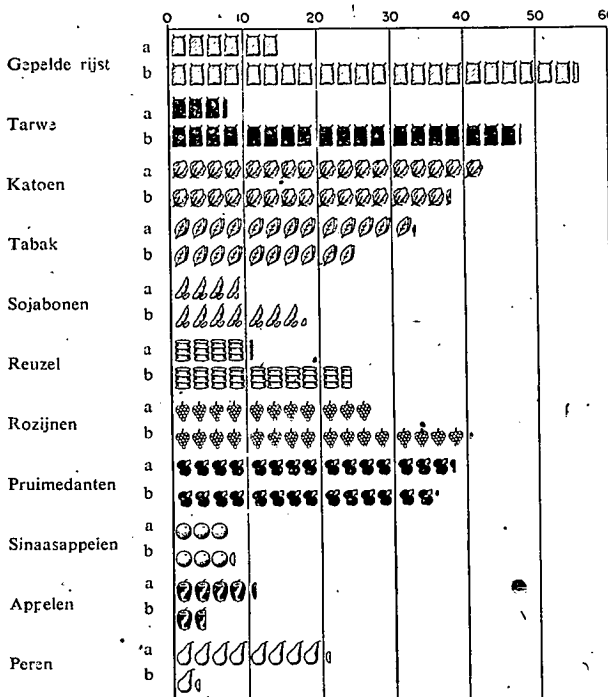 0 10 20 30 40 50 60
Gepelde rijst a
b
Tarwe a
b
Katoen a
b
Tabak a
b
Sojabonen a
b
Reuzel a
b
Rozijnen a
b
Pruimedanten a
b
Sinaasappelen a
b
Appelen a
b
Peren a
b